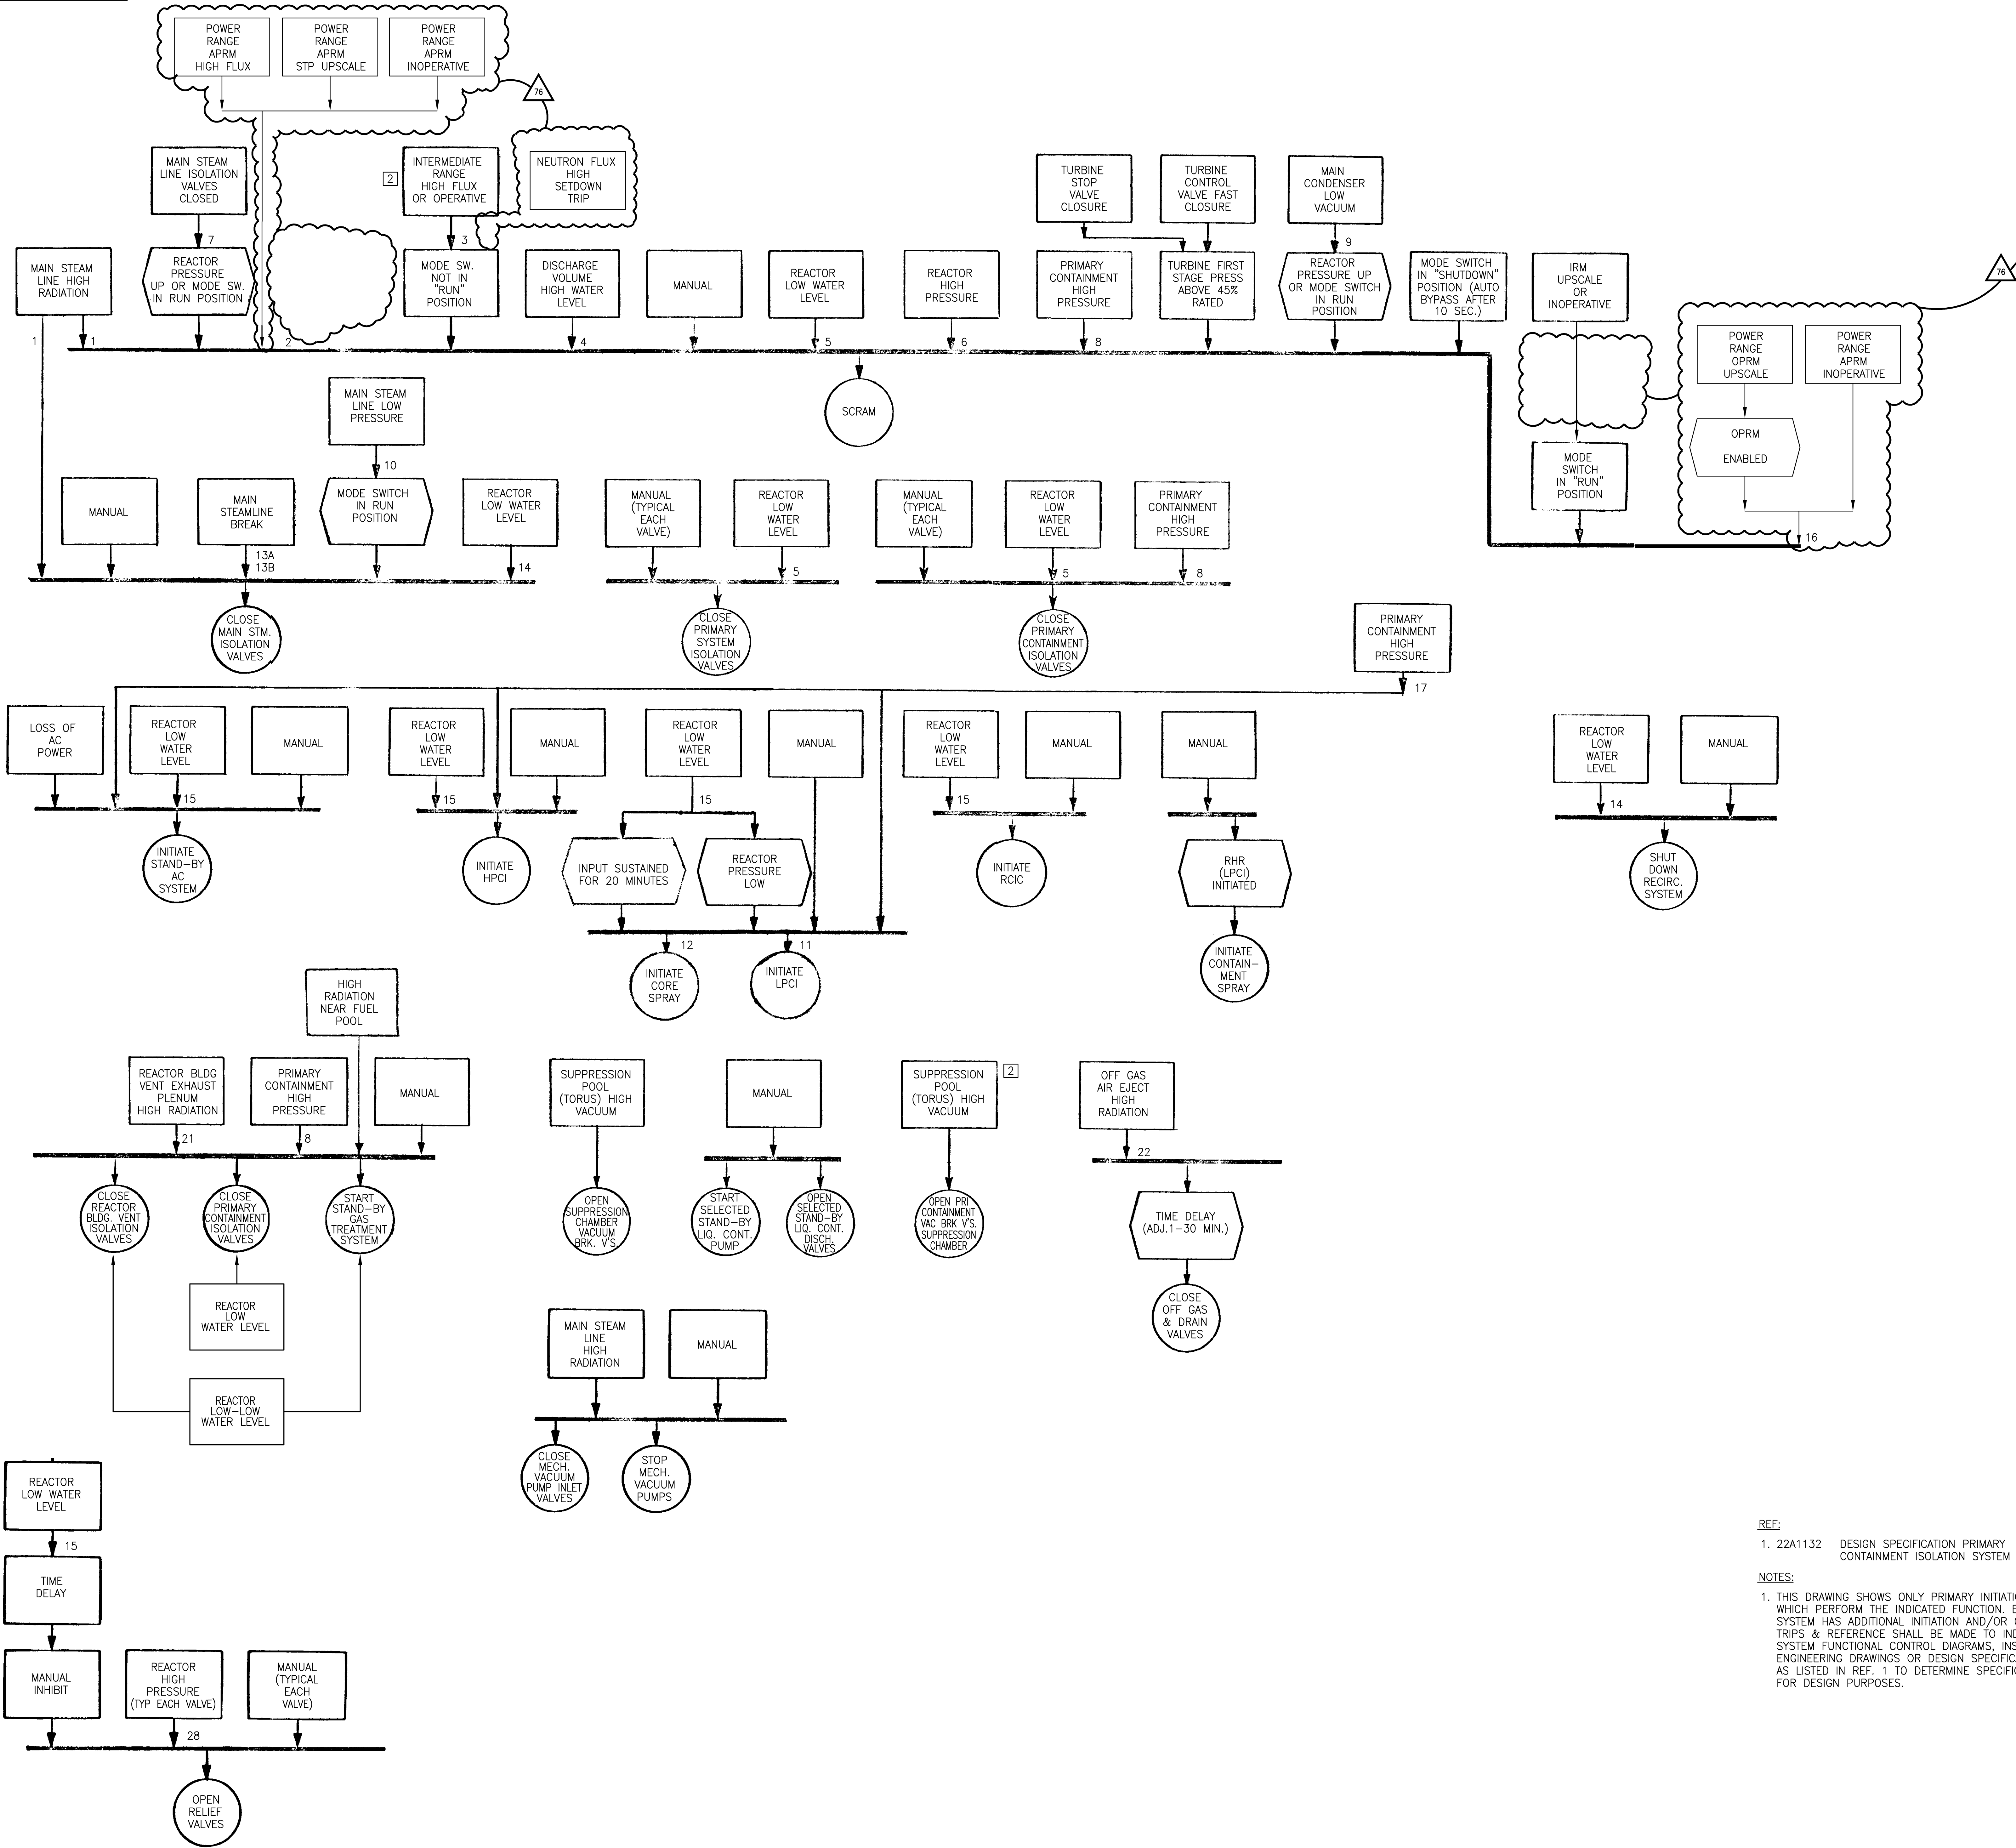 POWER
RANGE
APRM
HIGH FLUX
POWER
RANGE
APRM
STP UPSCALE
POWER
RANGE
APRM
INOPERATIVE
76
MAIN STEAM
LINE ISOLATION
VALVES
CLOSED
2
INTERMEDIATE
RANGE
HIGH FLUX
OR OPERATIVE
NEUTRON FLUX
HIGH
SETDOWN
TRIP
TURBINE
STOP
VALVE
CLOSURE
TURBINE
CONTROL
VALVE FAST
CLOSURE
MAIN
CONDENSER
LOW
VACUUM
7
3
9
MAIN STEAM
LINE HIGH
RADIATION
REACTOR
PRESSURE
UP OR MODE SW.
IN RUN POSITION
MODE SW.
NOT IN
"RUN"
POSITION
DISCHARGE
VOLUME
HIGH WATER
LEVEL
MANUAL
REACTOR
LOW WATER
LEVEL
REACTOR
HIGH
PRESSURE
PRIMARY
CONTAINMENT
HIGH
PRESSURE
TURBINE FIRST
STAGE PRESS
ABOVE 45%
RATED
REACTOR
PRESSURE UP
OR MODE SWITCH
IN RUN
POSITION
MODE SWITCH
IN "SHUTDOWN"
POSITION (AUTO
BYPASS AFTER
10 SEC.)
IRM
UPSCALE
OR
INOPERATIVE
76
1
1
2
4
5
6
8
POWER
RANGE
OPRM
UPSCALE
POWER
RANGE
APRM
INOPERATIVE
SCRAM
MAIN STEAM
LINE LOW
PRESSURE
10
OPRM
ENABLED
MODE
SWITCH
IN "RUN"
POSITION
16
MANUAL
MAIN
STEAMLINE
BREAK
MODE SWITCH
IN RUN
POSITION
REACTOR
LOW WATER
LEVEL
MANUAL
(TYPICAL
EACH
VALVE)
REACTOR
LOW
WATER
LEVEL
MANUAL
(TYPICAL
EACH
VALVE)
REACTOR
LOW
WATER
LEVEL
PRIMARY
CONTAINMENT
HIGH
PRESSURE
13A
13B
14
5
5
8
CLOSE
MAIN STM.
ISOLATION
VALVES
CLOSE
PRIMARY
SYSTEM
ISOLATION
VALVES
CLOSE
PRIMARY
CONTAINMENT
ISOLATION
VALVES
PRIMARY
CONTAINMENT
HIGH
PRESSURE
17
LOSS OF
AC
POWER
REACTOR
LOW
WATER
LEVEL
MANUAL
REACTOR
LOW
WATER
LEVEL
MANUAL
REACTOR
LOW
WATER
LEVEL
MANUAL
REACTOR
LOW
WATER
LEVEL
MANUAL
MANUAL
REACTOR
LOW
WATER
LEVEL
MANUAL
15
15
15
15
14
INITIATE
STAND-BY
AC
SYSTEM
INITIATE
HPCI
INPUT SUSTAINED
FOR 20 MINUTES
REACTOR
PRESSURE
LOW
INITIATE
RCIC
RHR
(LPCI)
INITIATED
SHUT
DOWN
RECIRC.
SYSTEM
12
11
INITIATE
CORE
SPRAY
INITIATE
LPCI
INITIATE
CONTAIN-
MENT
SPRAY
HIGH
RADIATION
NEAR FUEL
POOL
REACTOR BLDG
VENT EXHAUST
PLENUM
HIGH RADIATION
PRIMARY
CONTAINMENT
HIGH
PRESSURE
MANUAL
SUPPRESSION
POOL
(TORUS) HIGH
VACUUM
MANUAL
SUPPRESSION
POOL
(TORUS) HIGH
VACUUM
2
OFF GAS
AIR EJECT
HIGH
RADIATION
21
8
22
CLOSE
REACTOR
BLDG. VENT
ISOLATION
VALVES
CLOSE
PRIMARY
CONTAINMENT
ISOLATION
VALVES
START
STAND-BY
GAS
TREATMENT
SYSTEM
OPEN
SUPPRESSION
CHAMBER
VACUUM
BRK. V'S.
START
SELECTED
STAND-BY
LIQ. CONT.
PUMP
OPEN
SELECTED
STAND-BY
LIQ. CONT.
DISCH.
VALVES
OPEN PRI
CONTAINMENT
VAC BRK V'S.
SUPPRESSION
CHAMBER
TIME DELAY
(ADJ.1-30 MIN.)
REACTOR
LOW
WATER LEVEL
CLOSE
OFF GAS
& DRAIN
VALVES
MAIN STEAM
LINE
HIGH
RADIATION
MANUAL
REACTOR
LOW-LOW
WATER LEVEL
CLOSE
MECH.
VACUUM
PUMP INLET
VALVES
STOP
MECH.
VACUUM
PUMPS
REACTOR
LOW WATER
LEVEL
15
TIME
DELAY
MANUAL
INHIBIT
REACTOR
HIGH
PRESSURE
(TYP EACH VALVE)
MANUAL
(TYPICAL
EACH
VALVE)
28
OPEN
RELIEF
VALVES
REF:
1. 22A1132 DESIGN SPECIFICATION PRIMARY
CONTAINMENT ISOLATION SYSTEM
NOTES:
1. THIS DRAWING SHOWS ONLY PRIMARY
WHICH PERFORM THE INDICATED FUNCTION.
SYSTEM HAS ADDITIONAL INITIATION AND/OR
TRIPS & REFERENCE SHALL BE MADE TO
SYSTEM FUNCTIONAL CONTROL DIAGRAMS,
ENGINEERING DRAWINGS OR DESIGN
AS LISTED IN REF. 1 TO DETERMINE
FOR DESIGN PURPOSES.